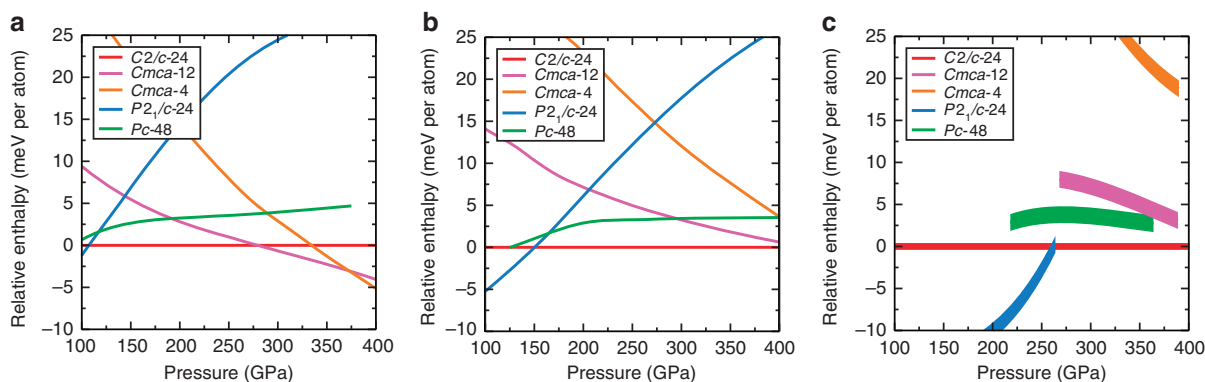 a
Relative enthalpy (meV per atom)
25
20
15
10
5
0
−5
−10
C2/c-24
Cmca-12
Cmca-4
P2₁/c-24
Pc-48
100 150 200 250 300 350 400
Pressure (GPa)
b
Relative enthalpy (meV per atom)
25
20
15
10
5
0
−5
−10
C2/c-24
Cmca-12
Cmca-4
P2₁/c-24
Pc-48
100 150 200 250 300 350 400
Pressure (GPa)
c
Relative enthalpy (meV per atom)
25
20
15
10
5
0
−5
−10
C2/c-24
Cmca-12
Cmca-4
P2₁/c-24
Pc-48
100 150 200 250 300 350 400
Pressure (GPa)